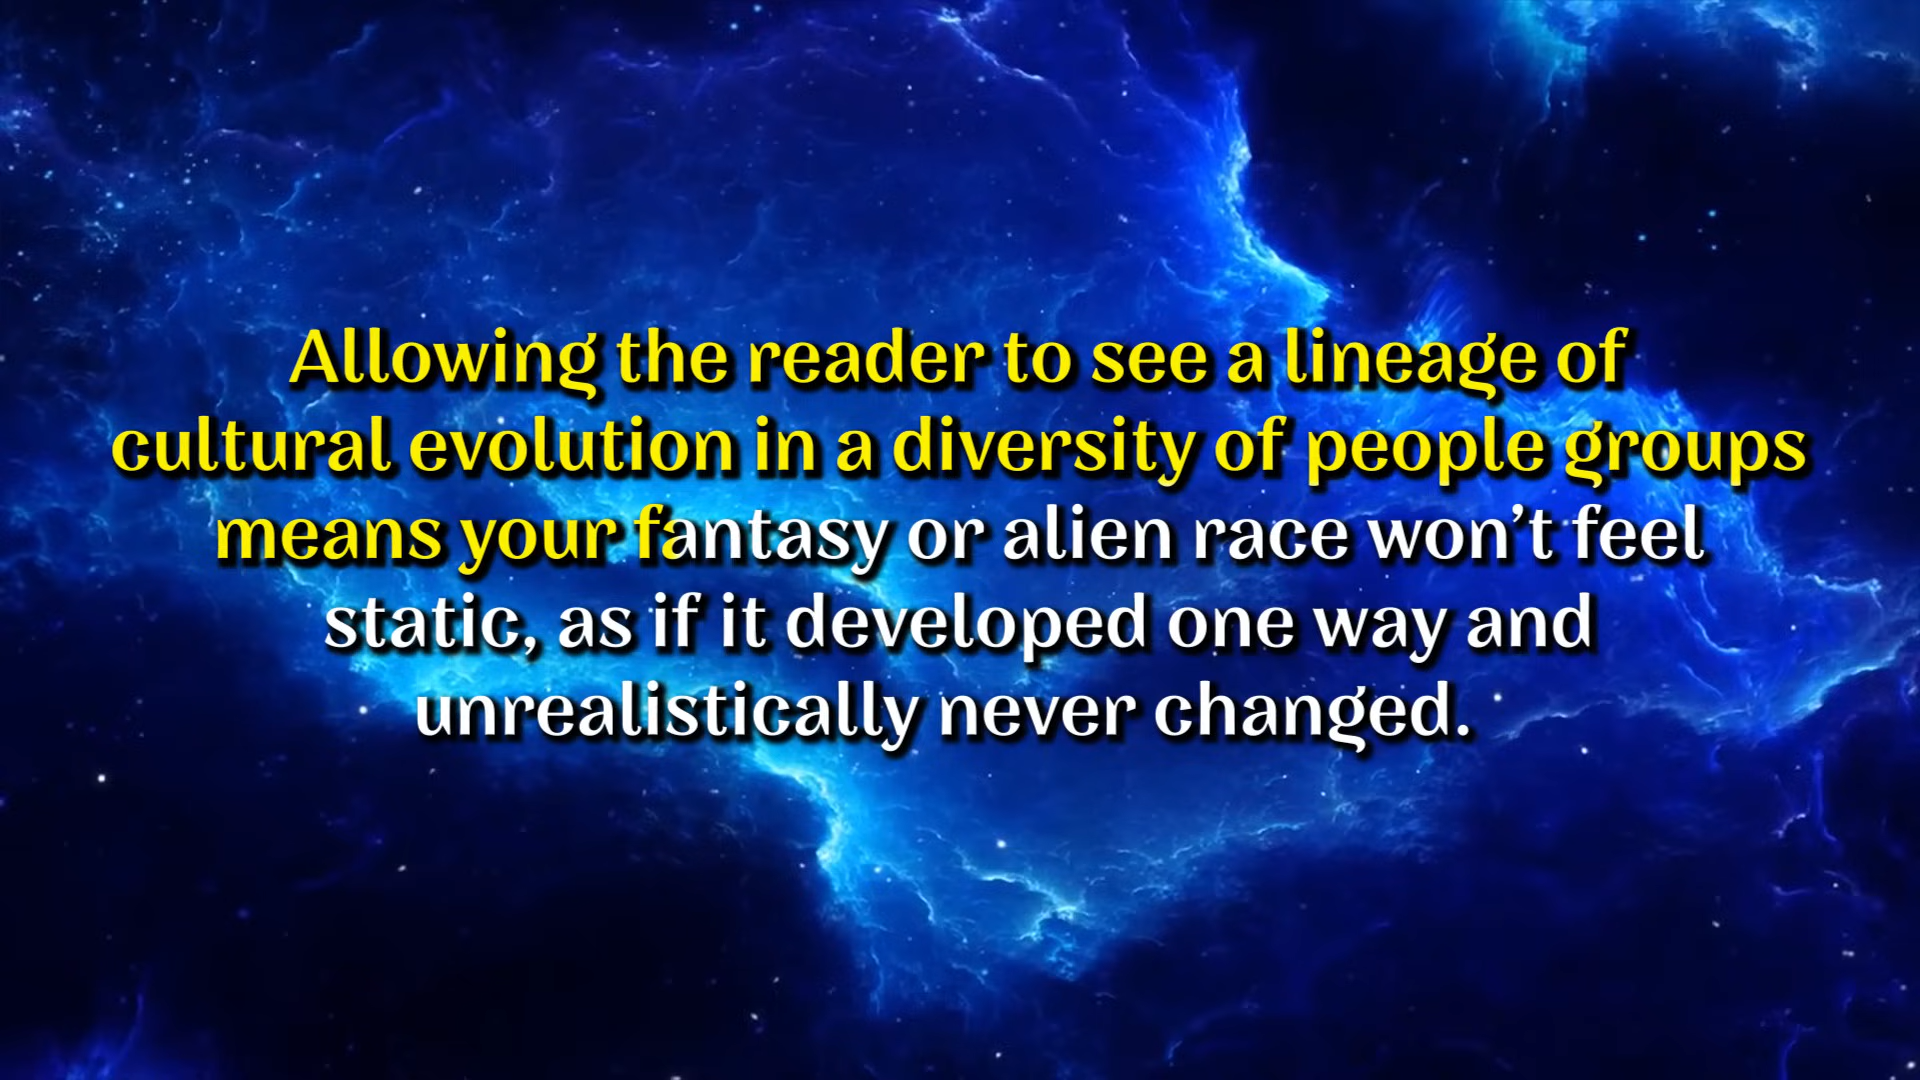 Allowing the reader to see a lineage of
cultural evolution in a diversity of people groups
means your fantasy or alien race won’t feel
static, as if it developed one way and
unrealistically never changed.